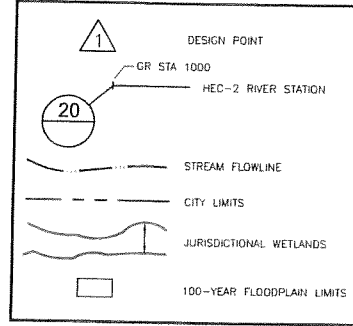 1 DESIGN POINT
GR STA 1000
HEC-2 RIVER STATION
20
STREAM FLOWLINE
CITY LIMITS
JURISDICTIONAL WETLANDS
100-YEAR FLOODPLAIN LIMITS